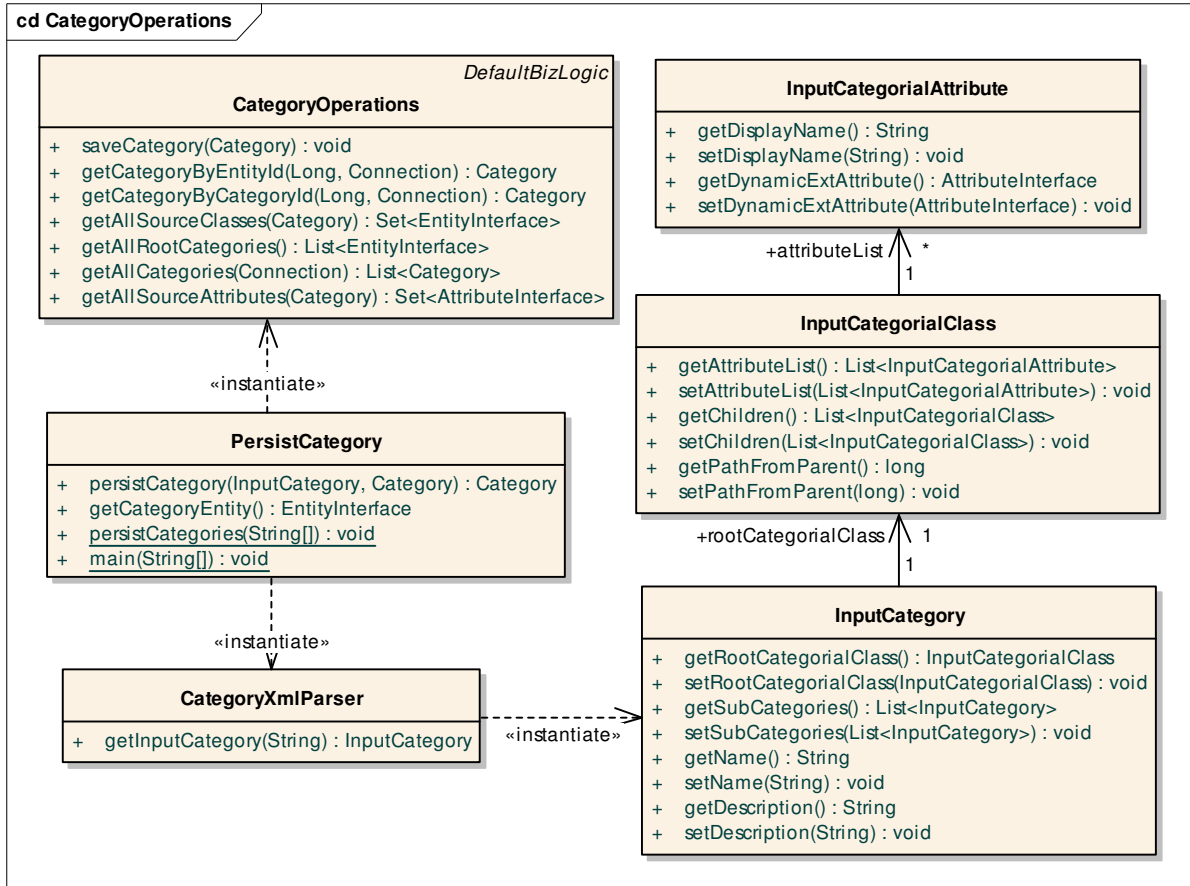 cd CategoryOperations
DefaultBizLogic
CategoryOperations
+ saveCategory(Category) : void
+ getCategoryByEntityId(Long, Connection) : Category
+ getCategoryByCategoryId(Long, Connection) : Category
+ getAllSourceClasses(Category) : Set<EntityInterface>
+ getAllRootCategories() : List<EntityInterface>
+ getAllCategories(Connection) : List<Category>
+ getAllSourceAttributes(Category) : Set<AttributeInterface>
«instantiate»
PersistCategory
+ persistCategory(InputCategory, Category) : Category
+ getCategoryEntity() : EntityInterface
+ persistCategories(String[]) : void
+ main(String[]) : void
«instantiate»
CategoryXmlParser
+ getInputCategory(String) : InputCategory
«instantiate»
InputCategorialAttribute
+ getDisplayName() : String
+ setDisplayName(String) : void
+ getDynamicExtAttribute() : AttributeInterface
+ setDynamicExtAttribute(AttributeInterface) : void
+attributeList *
1
InputCategorialClass
+ getAttributeList() : List<InputCategorialAttribute>
+ setAttributeList(List<InputCategorialAttribute>) : void
+ getChildren() : List<InputCategorialClass>
+ setChildren(List<InputCategorialClass>) : void
+ getPathFromParent() : long
+ setPathFromParent(long) : void
+rootCategorialClass 1
1
InputCategory
+ getRootCategorialClass() : InputCategorialClass
+ setRootCategorialClass(InputCategorialClass) : void
+ getSubCategories() : List<InputCategory>
+ setSubCategories(List<InputCategory>) : void
+ getName() : String
+ setName(String) : void
+ getDescription() : String
+ setDescription(String) : void